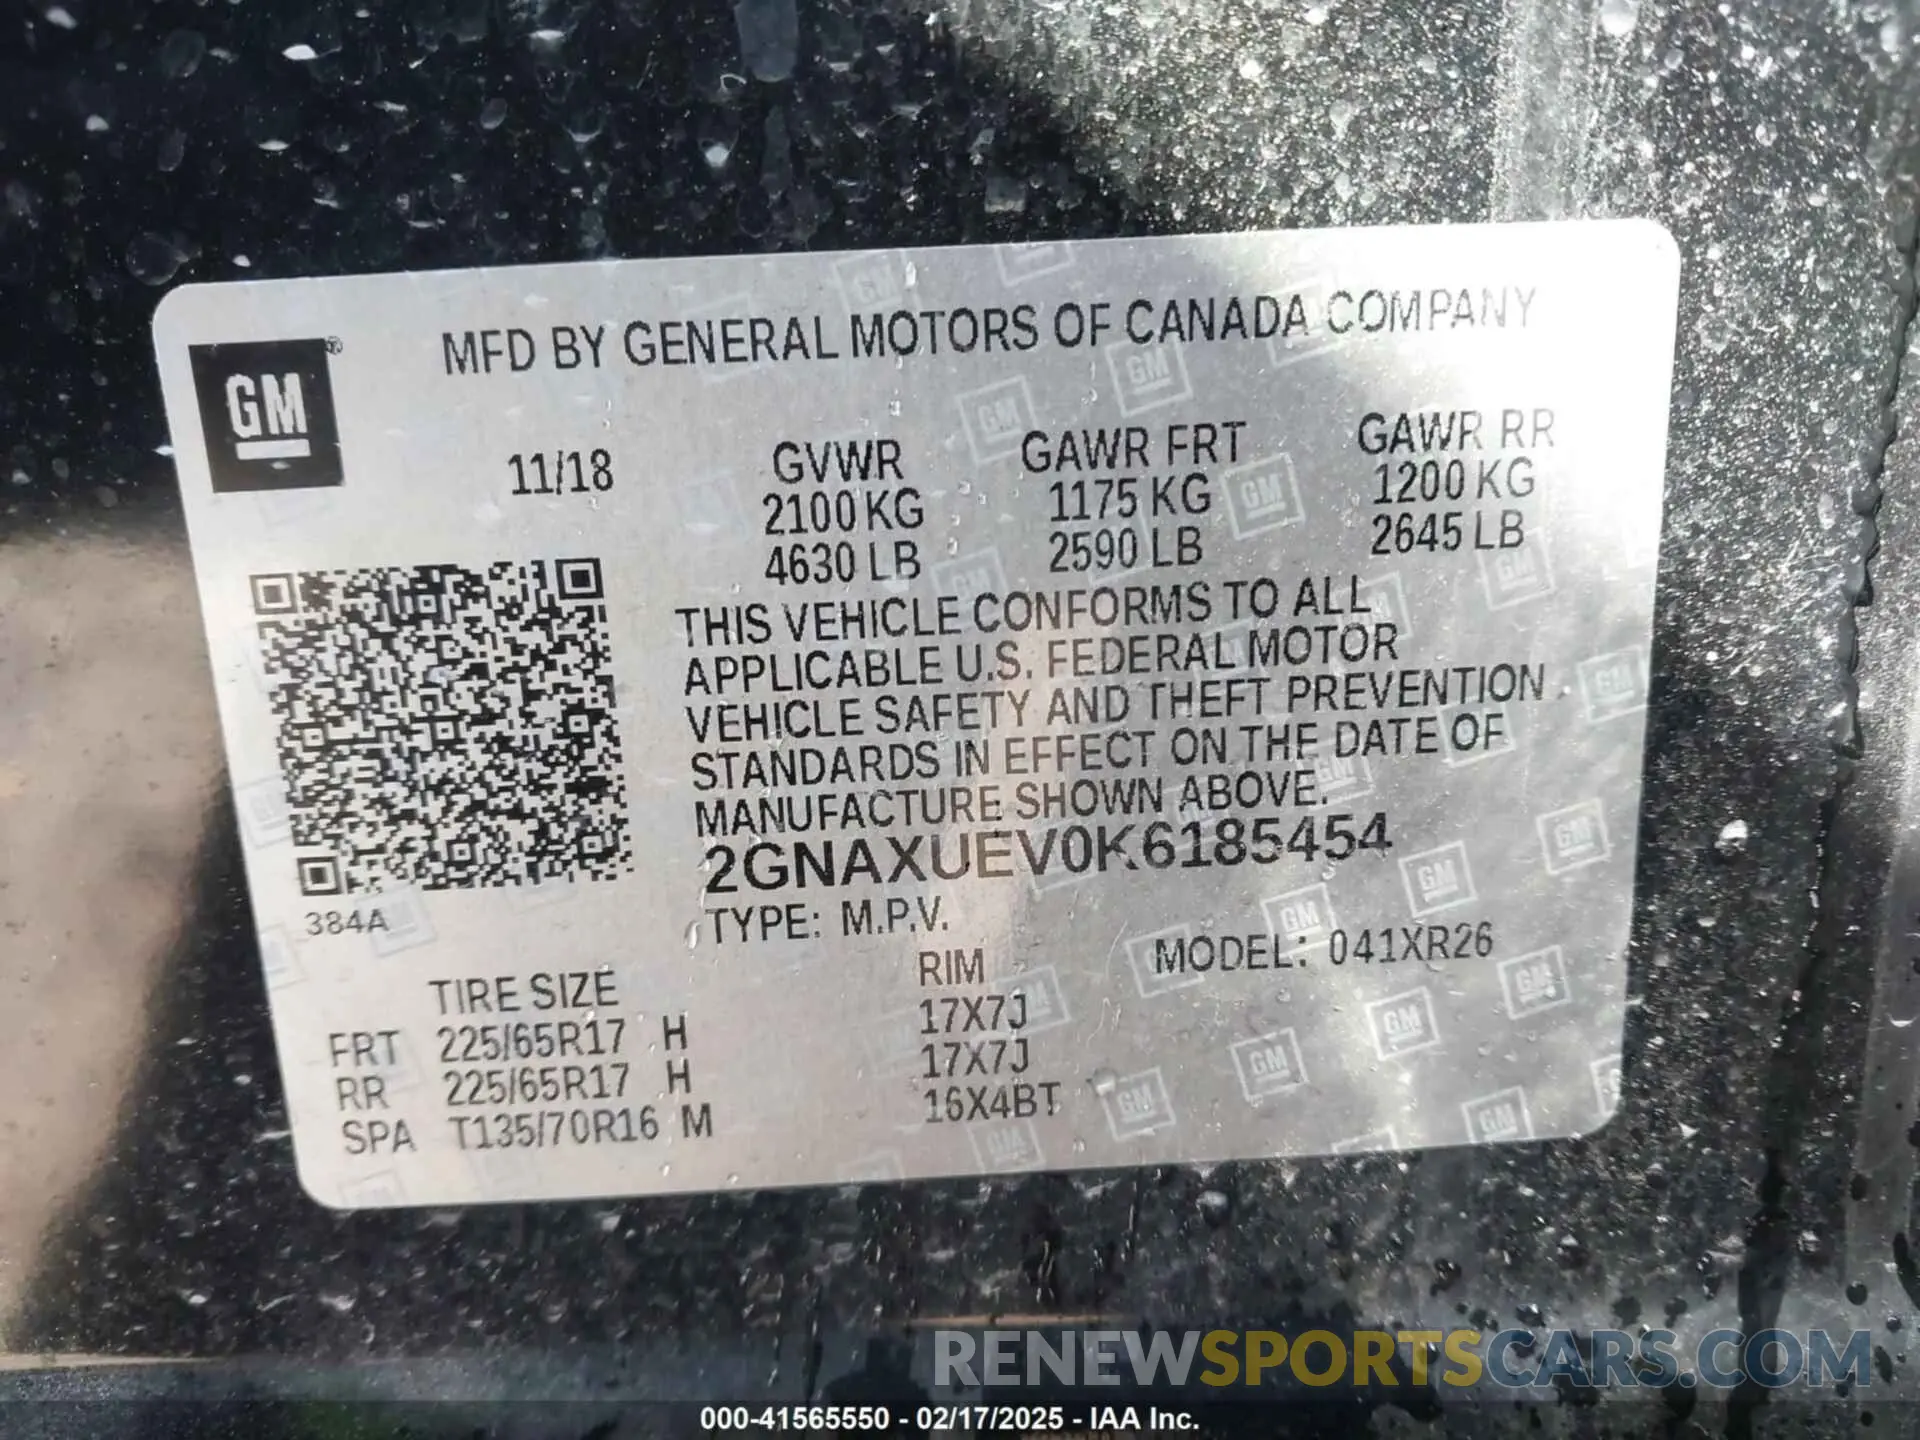 MFD BY GENERAL MOTORS OF CANADA COMPANY
GM ®
11/18
GVWR GAWR FRT GAWR RR
2100 KG 1175 KG 1200 KG
4630 LB 2590 LB 2645 LB
THIS VEHICLE CONFORMS TO ALL
APPLICABLE U.S. FEDERAL MOTOR
VEHICLE SAFETY AND THEFT PREVENTION
STANDARDS IN EFFECT ON THE DATE OF
MANUFACTURE SHOWN ABOVE.
2GNAXUEV0K6185454
384A
TYPE: M.P.V. MODEL: 041XR26
TIRE SIZE RIM
FRT 225/65R17 H 17X7J
RR 225/65R17 H 17X7J
SPA T135/70R16 M 16X4BT
RENEWSPORTSCARS.COM
000-41565550 - 02/17/2025 - IAA Inc.